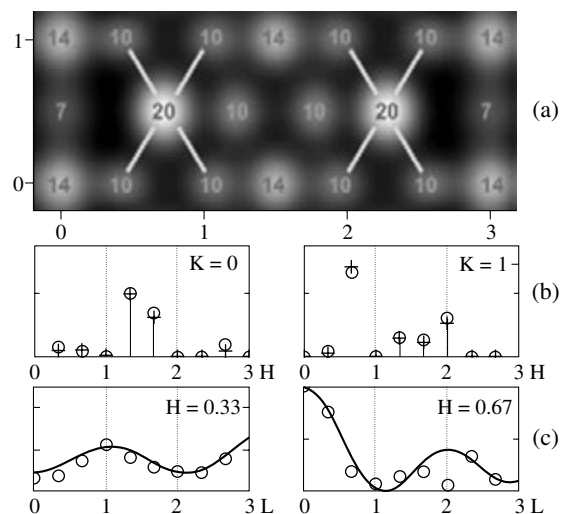 1
14 10 10 14 10 10 14
7 20 10 10 20 7
(a)
0
14 10 10 14 10 10 14
0 1 2 3
K = 0 K = 1
(b)
0 1 2 3 H 0 1 2 3 H
H = 0.33 H = 0.67
(c)
0 1 2 3 L 0 1 2 3 L